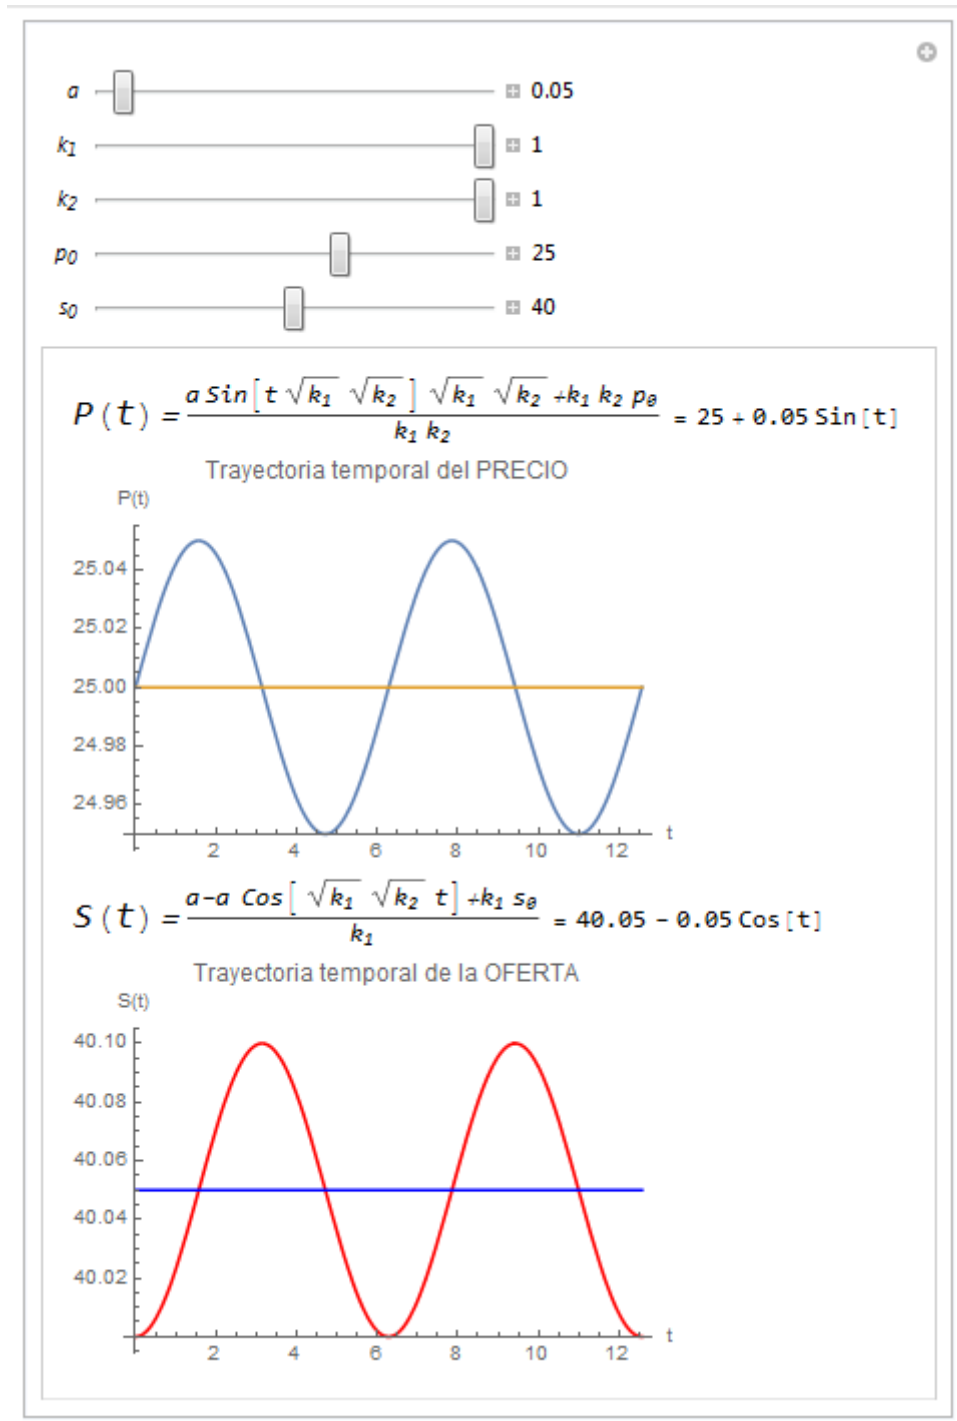 a 0.05
k₁ 1
k₂ 1
p₀ 25
s₀ 40
P(t) = (a Sin[t √k₁ √k₂] √k₁ √k₂ + k₁ k₂ p₀) / (k₁ k₂) = 25 + 0.05 Sin[t]
Trayectoria temporal del PRECIO
P(t)
25.04
25.02
25.00
24.98
24.96
2 4 6 8 10 12 t
S(t) = (a - a Cos[√k₁ √k₂ t] + k₁ s₀) / k₁ = 40.05 - 0.05 Cos[t]
Trayectoria temporal de la OFERTA
S(t)
40.10
40.08
40.06
40.04
40.02
2 4 6 8 10 12 t